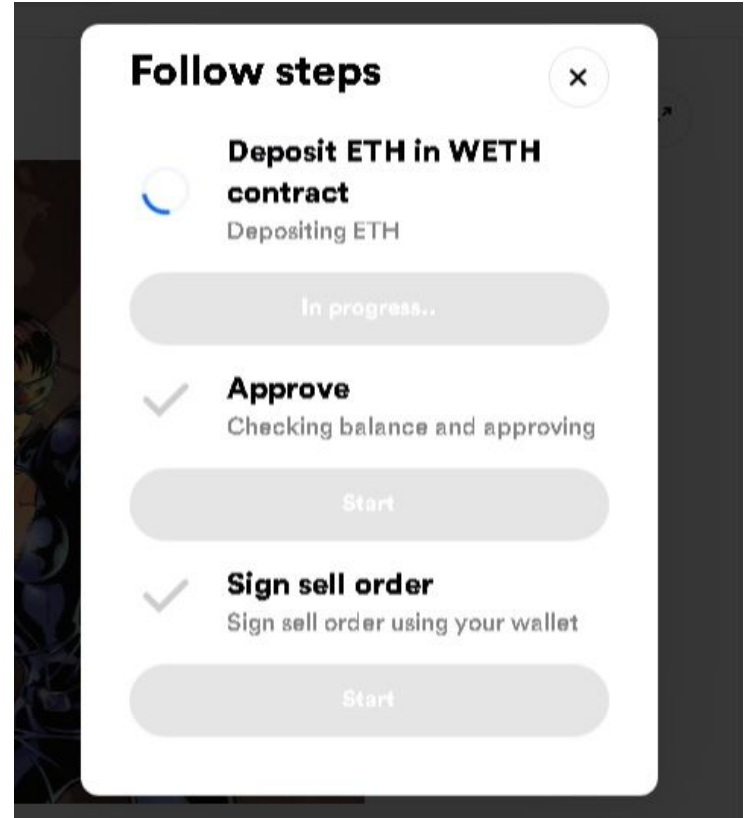 Follow steps
Deposit ETH in WETH
contract
Depositing ETH
In progress..
Approve
Checking balance and approving
Start
Sign sell order
Sign sell order using your wallet
Start